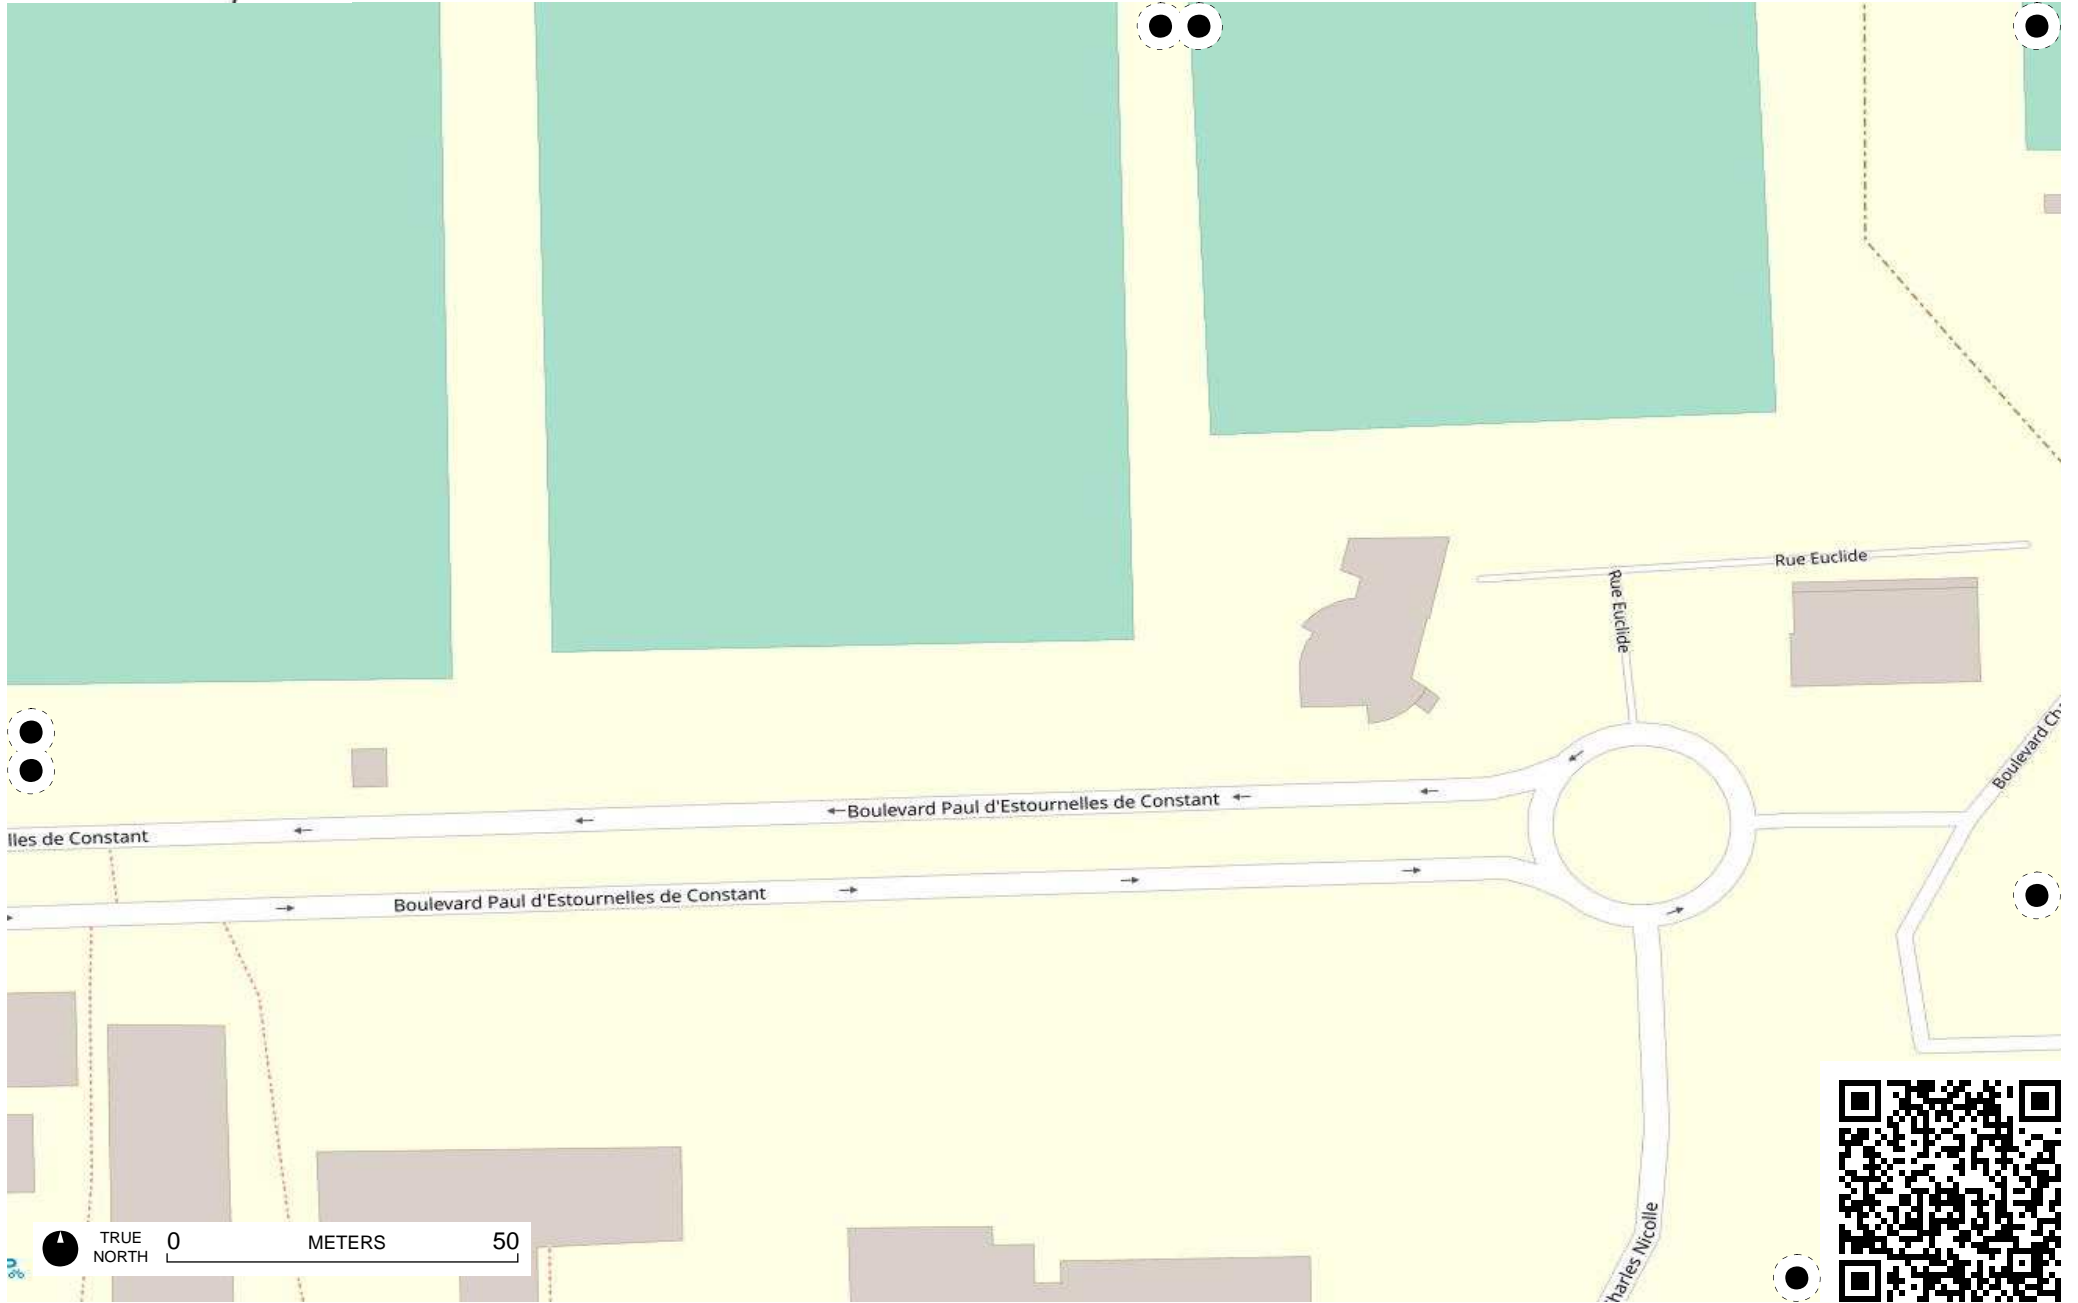 Rue Euclide
Rue Euclide
Boulevard Ch
Boulevard Paul d'Estournelles de Constant
lles de Constant
Boulevard Paul d'Estournelles de Constant
harles Nicolle
TRUE
NORTH
0 METERS 50